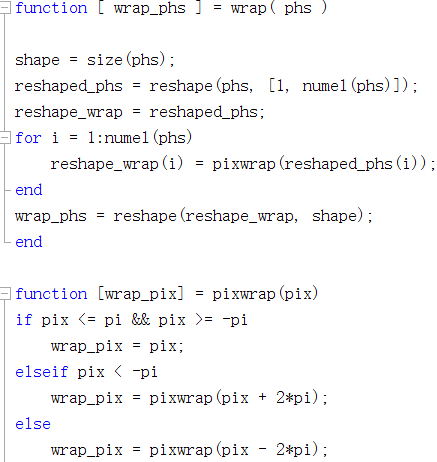 function [ wrap_phs ] = wrap( phs )
shape = size(phs);
reshaped_phs = reshape(phs, [1, numel(phs)]);
reshape_wrap = reshaped_phs;
for i = 1:numel(phs)
    reshape_wrap(i) = pixwrap(reshaped_phs(i));
end
wrap_phs = reshape(reshape_wrap, shape);
end
function [wrap_pix] = pixwrap(pix)
if pix <= pi && pix >= -pi
    wrap_pix = pix;
elseif pix < -pi
    wrap_pix = pixwrap(pix + 2*pi);
else
    wrap_pix = pixwrap(pix - 2*pi);